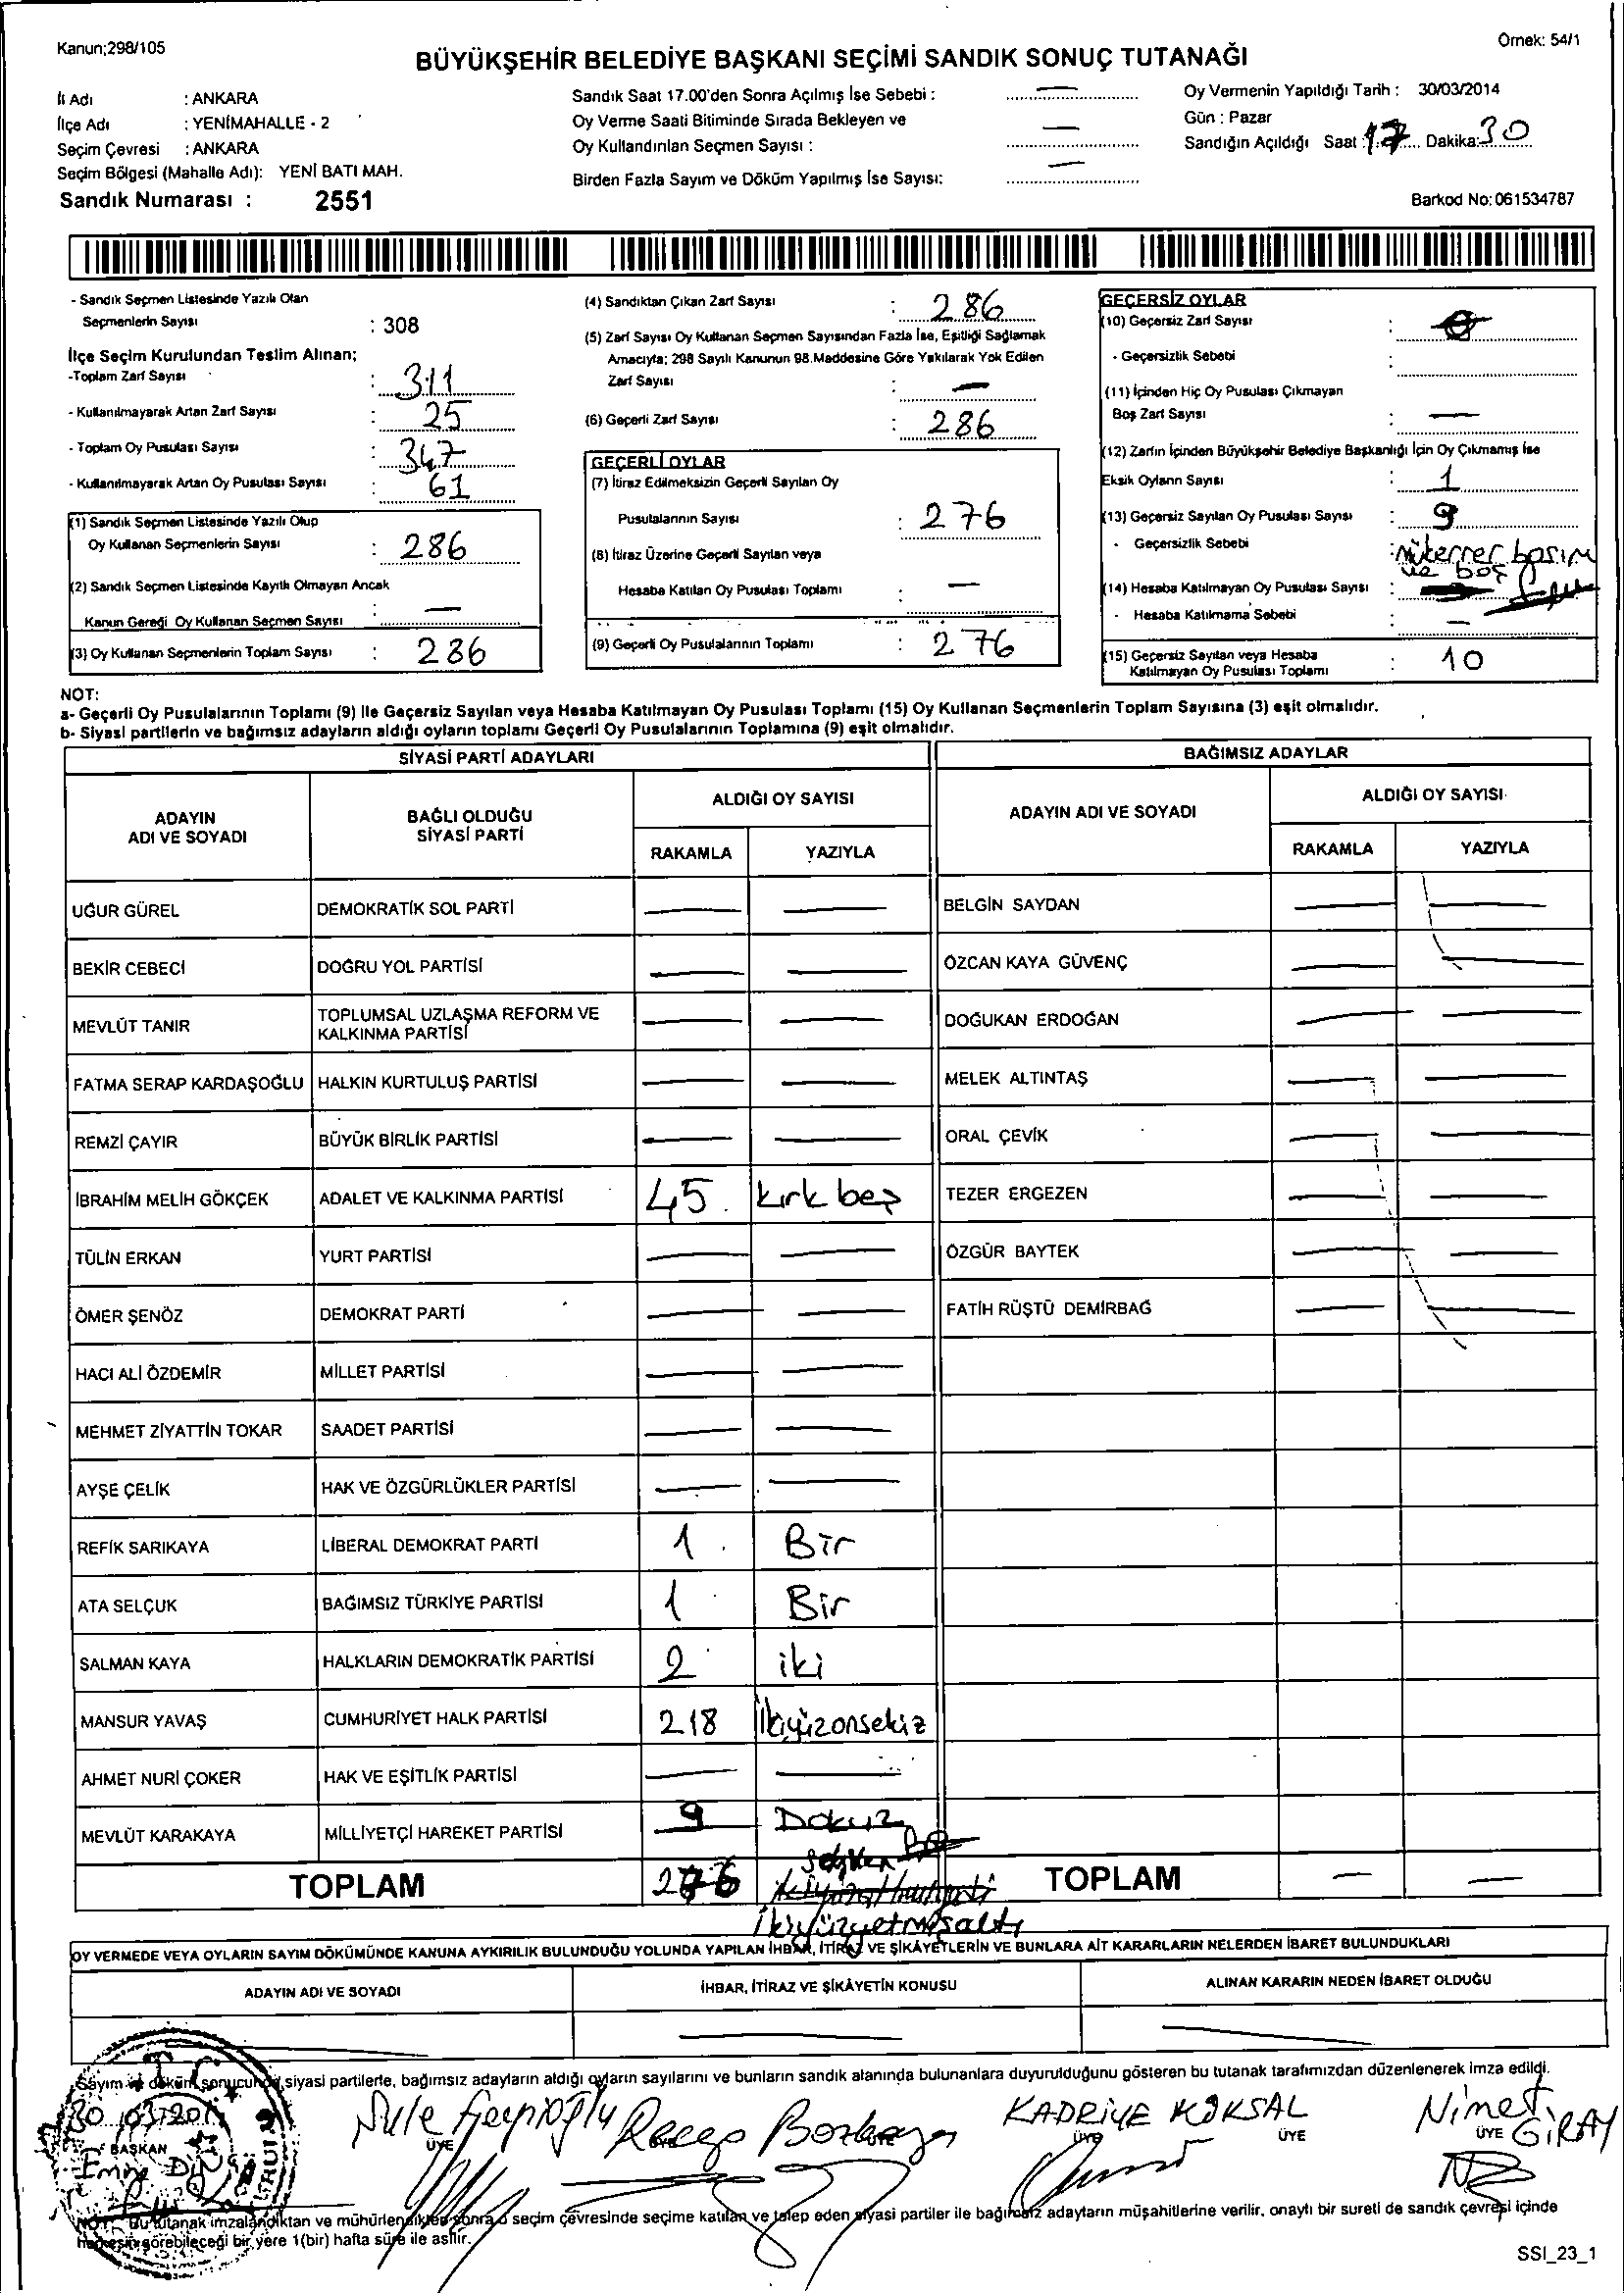 Kanun;298/105
Örnek: 54/1
BÜYÜKŞEHİR BELEDİYE BAŞKANI SEÇİMİ SANDIK SONUÇ TUTANAĞI
İl Adı : ANKARA
İlçe Adı : YENİMAHALLE - 2
Seçim Çevresi : ANKARA
Seçim Bölgesi (Mahalle Adı): YENİ BATI MAH.
Sandık Numarası : 2551
Sandık Saat 17.00'den Sonra Açılmış İse Sebebi : —
Oy Verme Saati Bitiminde Sırada Bekleyen ve
Oy Kullandırılan Seçmen Sayısı : —
Birden Fazla Sayım ve Döküm Yapılmış İse Sayısı: —
Oy Vermenin Yapıldığı Tarih : 30/03/2014
Gün : Pazar
Sandığın Açıldığı Saat : 17 Dakika: 30
Barkod No: 061534787
- Sandık Seçmen Listesinde Yazılı Olan
Seçmenlerin Sayısı : 308
İlçe Seçim Kurulundan Teslim Alınan;
-Toplam Zarf Sayısı : 311
- Kullanılmayarak Artan Zarf Sayısı : 25
- Toplam Oy Pusulası Sayısı : 347
- Kullanılmayarak Artan Oy Pusulası Sayısı : 61
(1) Sandık Seçmen Listesinde Yazılı Olup
Oy Kullanan Seçmenlerin Sayısı : 286
(2) Sandık Seçmen Listesinde Kayıtlı Olmayan Ancak
Kanun Gereği Oy Kullanan Seçmen Sayısı : —
(3) Oy Kullanan Seçmenlerin Toplam Sayısı : 286
(4) Sandıktan Çıkan Zarf Sayısı : 286
(5) Zarf Sayısı Oy Kullanan Seçmen Sayısından Fazla İse, Eşitliği Sağlamak
Amacıyla; 298 Sayılı Kanunun 98.Maddesine Göre Yakılarak Yok Edilen
Zarf Sayısı : —
(6) Geçerli Zarf Sayısı : 286
GEÇERLİ OYLAR
(7) İtiraz Edilmeksizin Geçerli Sayılan Oy
Pusulalarının Sayısı : 276
(8) İtiraz Üzerine Geçerli Sayılan veya
Hesaba Katılan Oy Pusulası Toplamı : —
(9) Geçerli Oy Pusulalarının Toplamı : 276
GEÇERSİZ OYLAR
(10) Geçersiz Zarf Sayısı :
- Geçersizlik Sebebi :
(11) İçinden Hiç Oy Pusulası Çıkmayan
Boş Zarf Sayısı : —
(12) Zarfın İçinden Büyükşehir Belediye Başkanlığı İçin Oy Çıkmamış İse
Eksik Oyların Sayısı : 1
(13) Geçersiz Sayılan Oy Pusulası Sayısı : 9
- Geçersizlik Sebebi : mükerrer basım
ve boş
(14) Hesaba Katılmayan Oy Pusulası Sayısı :
- Hesaba Katılmama Sebebi : —
(15) Geçersiz Sayılan veya Hesaba
Katılmayan Oy Pusulası Toplamı : 10
NOT:
a- Geçerli Oy Pusulalarının Toplamı (9) İle Geçersiz Sayılan veya Hesaba Katılmayan Oy Pusulası Toplamı (15) Oy Kullanan Seçmenlerin Toplam Sayısına (3) eşit olmalıdır.
b- Siyasi partilerin ve bağımsız adayların aldığı oyların toplamı Geçerli Oy Pusulalarının Toplamına (9) eşit olmalıdır.
SİYASİ PARTİ ADAYLARI
ADAYIN
ADI VE SOYADI
BAĞLI OLDUĞU
SİYASİ PARTİ
ALDIĞI OY SAYISI
RAKAMLA YAZIYLA
UĞUR GÜREL DEMOKRATİK SOL PARTİ — —
BEKİR CEBECİ DOĞRU YOL PARTİSİ — —
MEVLÜT TANIR TOPLUMSAL UZLAŞMA REFORM VE
KALKINMA PARTİSİ — —
FATMA SERAP KARDAŞOĞLU HALKIN KURTULUŞ PARTİSİ — —
REMZİ ÇAYIR BÜYÜK BİRLİK PARTİSİ — —
İBRAHİM MELİH GÖKÇEK ADALET VE KALKINMA PARTİSİ 45 kırk beş
TÜLİN ERKAN YURT PARTİSİ — —
ÖMER ŞENÖZ DEMOKRAT PARTİ — —
HACI ALİ ÖZDEMİR MİLLET PARTİSİ — —
MEHMET ZİYATTİN TOKAR SAADET PARTİSİ — —
AYŞE ÇELİK HAK VE ÖZGÜRLÜKLER PARTİSİ — —
REFİK SARIKAYA LİBERAL DEMOKRAT PARTİ 1 Bir
ATA SELÇUK BAĞIMSIZ TÜRKİYE PARTİSİ 1 Bir
SALMAN KAYA HALKLARIN DEMOKRATİK PARTİSİ 2 iki
MANSUR YAVAŞ CUMHURİYET HALK PARTİSİ 218 İkiyüzonsekiz
AHMET NURİ ÇOKER HAK VE EŞİTLİK PARTİSİ — —
MEVLÜT KARAKAYA MİLLİYETÇİ HAREKET PARTİSİ 9 Dokuz
TOPLAM 276
ikiyüzyetmişaltı
BAĞIMSIZ ADAYLAR
ADAYIN ADI VE SOYADI
ALDIĞI OY SAYISI
RAKAMLA YAZIYLA
BELGİN SAYDAN — —
ÖZCAN KAYA GÜVENÇ — —
DOĞUKAN ERDOĞAN — —
MELEK ALTINTAŞ — —
ORAL ÇEVİK — —
TEZER ERGEZEN — —
ÖZGÜR BAYTEK — —
FATİH RÜŞTÜ DEMİRBAĞ — —
TOPLAM — —
OY VERMEDE VEYA OYLARIN SAYIM DÖKÜMÜNDE KANUNA AYKIRILIK BULUNDUĞU YOLUNDA YAPILAN İHBAR, İTİRAZ VE ŞİKÂYETLERİN VE BUNLARA AİT KARARLARIN NELERDEN İBARET BULUNDUKLARI
ADAYIN ADI VE SOYADI
İHBAR, İTİRAZ VE ŞİKÂYETİN KONUSU
ALINAN KARARIN NEDEN İBARET OLDUĞU
— — —
Sayım ve döküm sonucunda, siyasi partilerle, bağımsız adayların aldığı oyların sayılarını ve bunların sandık alanında bulunanlara duyurulduğunu gösteren bu tutanak tarafımızdan düzenlenerek imza edildi.
T.C.
30/03/201
BAŞKAN
Emre
Şule
ÜYE
Bozkaya
ÜYE
KADRİYE KÖKSAL
ÜYE
ÜYE
Nimet
GİRAY
ÜYE
NOT: Bu tutanak imzalandıktan ve mühürlendikten sonra o seçim çevresinde seçime katılan ve talep eden siyasi partiler ile bağımsız adayların müşahitlerine verilir. onaylı bir sureti de sandık çevresi içinde
herkesin görebileceği bir yere 1(bir) hafta süre ile asılır.
SSI_23_1